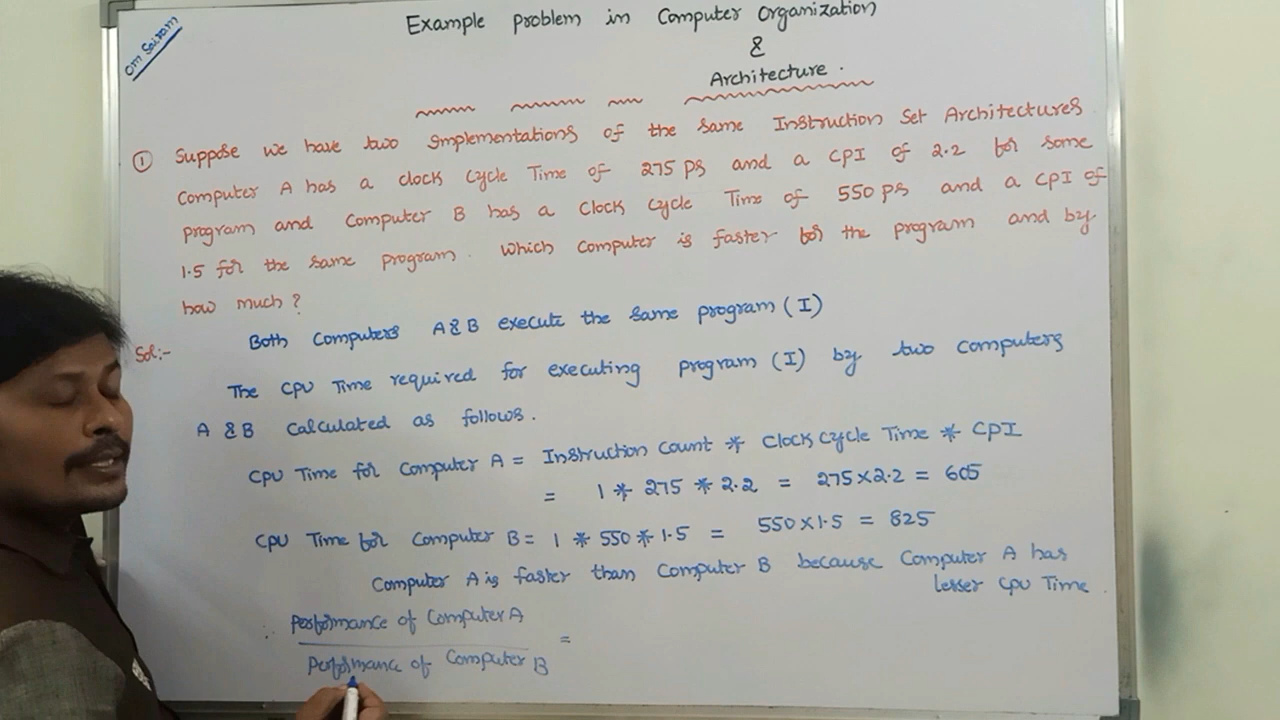 Om Sairam
Example problem in Computer Organization
&
Architecture.
① Suppose we have two Implementations of the same Instruction Set Architectures
Computer A has a clock cycle Time of 275 ps and a CPI of 2.2 for some
program and Computer B has a Clock cycle Time of 550 ps and a CPI of
1.5 for the same program. Which computer is faster for the program and by
how much?
Sol:- Both Computers A & B execute the same program (I)
The CPU Time required for executing program (I) by two computers
A & B Calculated as follows.
CPU Time for Computer A = Instruction Count * Clock Cycle Time * CPI
= 1 * 275 * 2.2 = 275×2.2 = 605
CPU Time for Computer B = 1 * 550 * 1.5 = 550×1.5 = 825
Computer A is faster than Computer B because Computer A has
lesser CPU Time.
∴ Performance of Computer A
=
Performance of Computer B